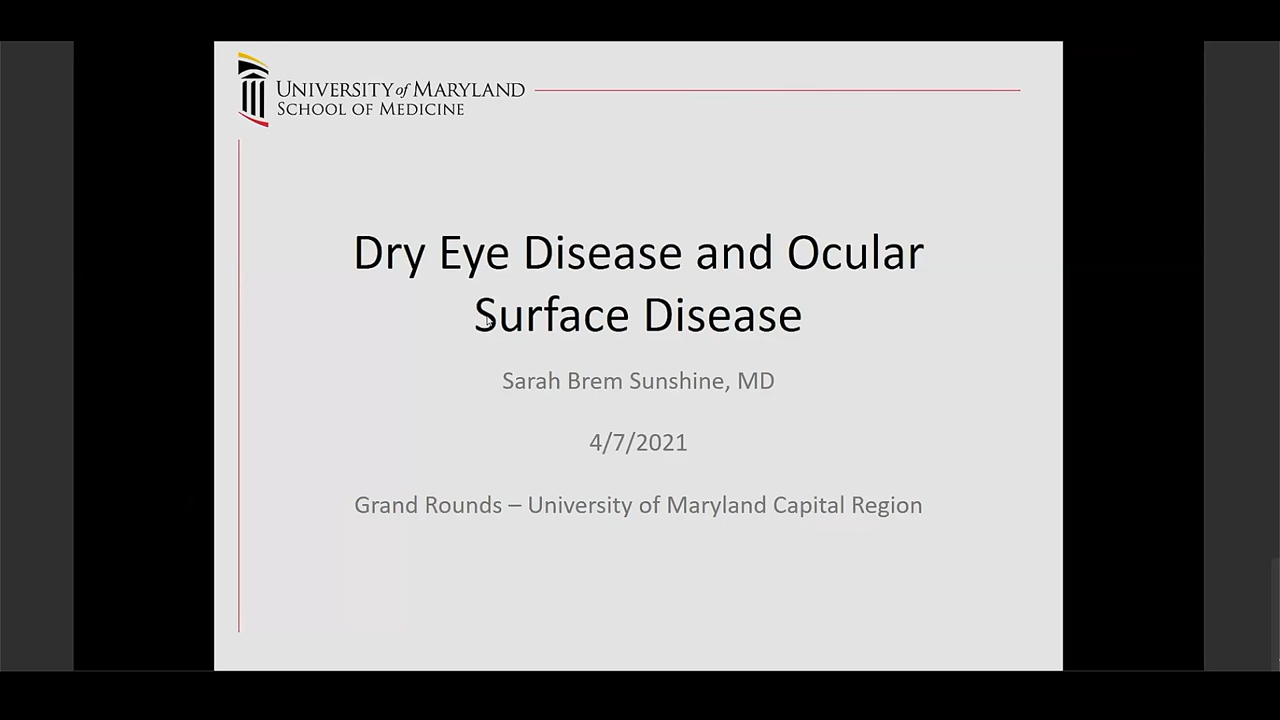 UNIVERSITY of MARYLAND
SCHOOL OF MEDICINE
Dry Eye Disease and Ocular
Surface Disease
Sarah Brem Sunshine, MD
4/7/2021
Grand Rounds – University of Maryland Capital Region